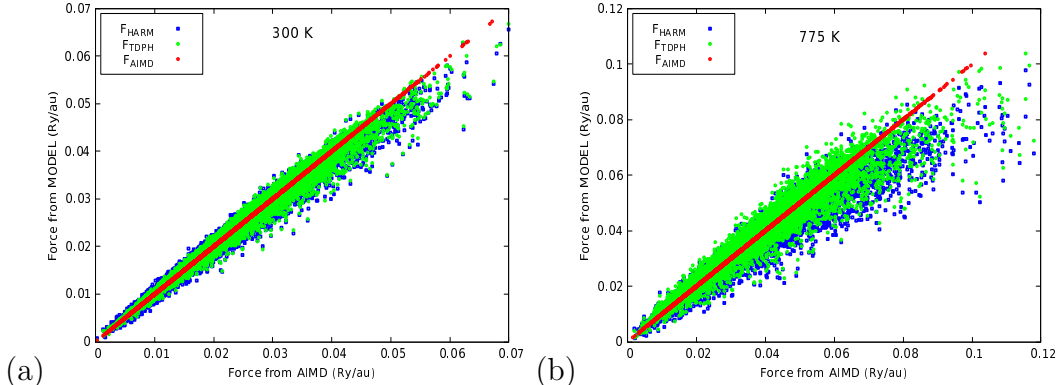 0.07
0.06
0.05
0.04
0.03
0.02
0.01
0
0 0.01 0.02 0.03 0.04 0.05 0.06 0.07
Force from MODEL (Ry/au)
Force from AIMD (Ry/au)
F_HARM
F_TDPH
F_AIMD
300 K
(a)
0.12
0.1
0.08
0.06
0.04
0.02
0
0 0.02 0.04 0.06 0.08 0.1 0.12
Force from MODEL (Ry/au)
Force from AIMD (Ry/au)
F_HARM
F_TDPH
F_AIMD
775 K
(b)